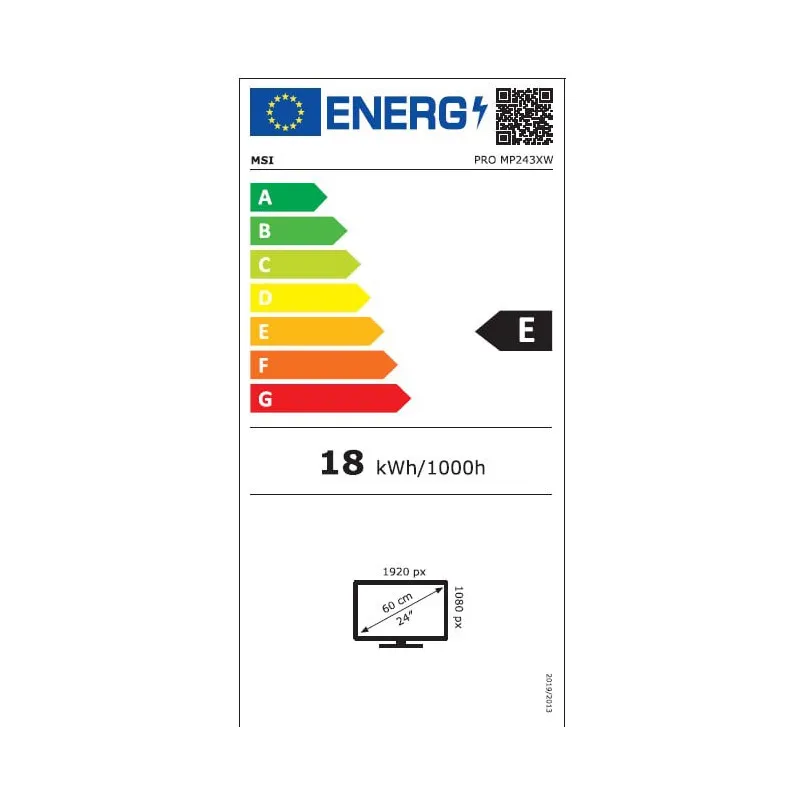 ENERG
MSI PRO MP243XW
A
B
C
D
E
E
F
G
18 kWh/1000h
1920 px
1080 px
60 cm
24"
2019/2013